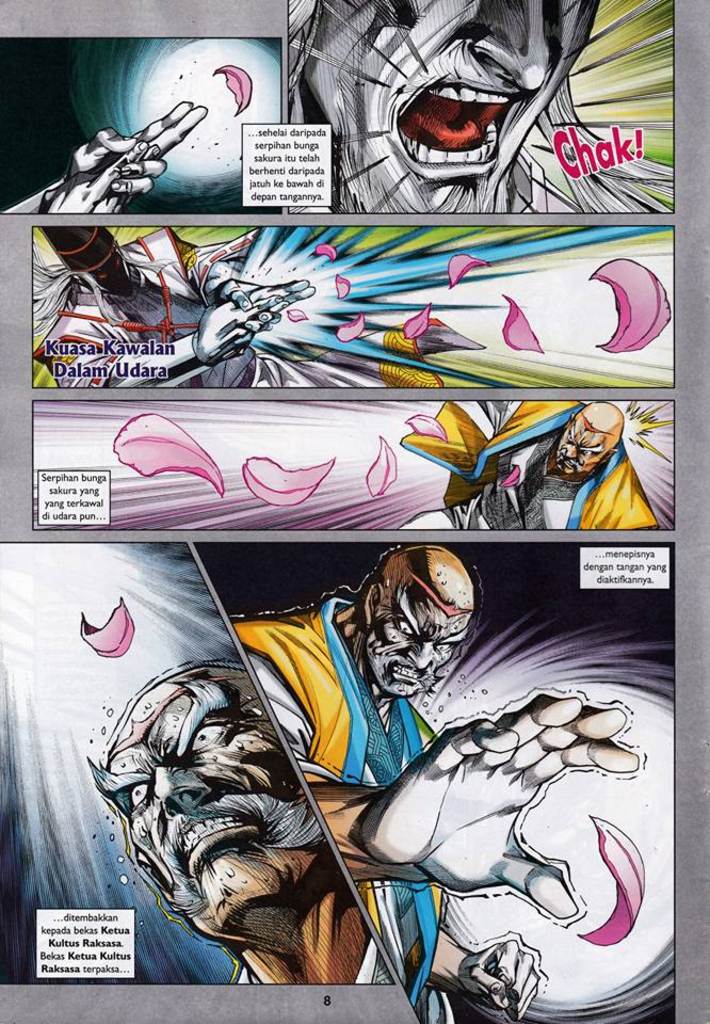 ...sehelai daripada
serpihan bunga
sakura itu telah
berhenti daripada
jatuh ke bawah di
depan tangannya.
Chak!
Kuasa Kawalan
Dalam Udara
Serpihan bunga
sakura yang
yang terkawal
di udara pun...
...ditembakkan
kepada bekas Ketua
Kultus Raksasa.
Bekas Ketua Kultus
Raksasa terpaksa...
...menepisnya
dengan tangan yang
diaktifkannya.
8